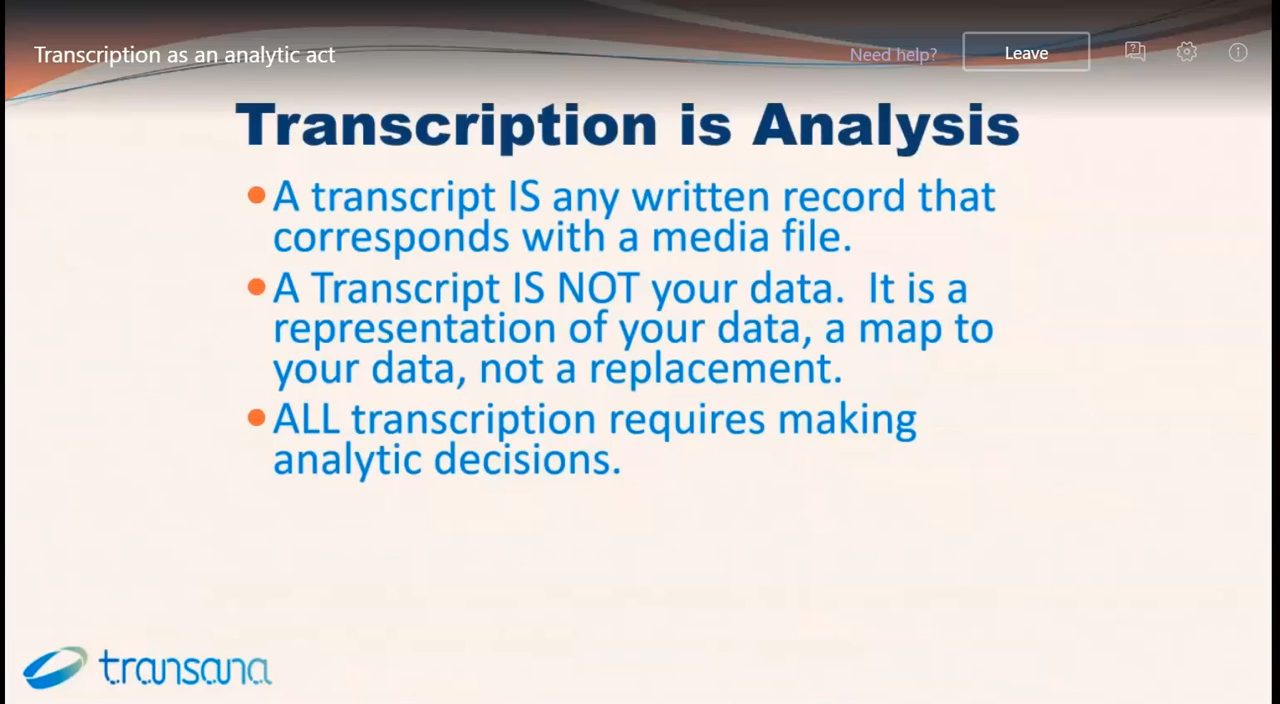 Transcription as an analytic act
Need help?
Leave
Transcription is Analysis
A transcript IS any written record that
corresponds with a media file.
A Transcript IS NOT your data.  It is a
representation of your data, a map to
your data, not a replacement.
ALL transcription requires making
analytic decisions.
transana